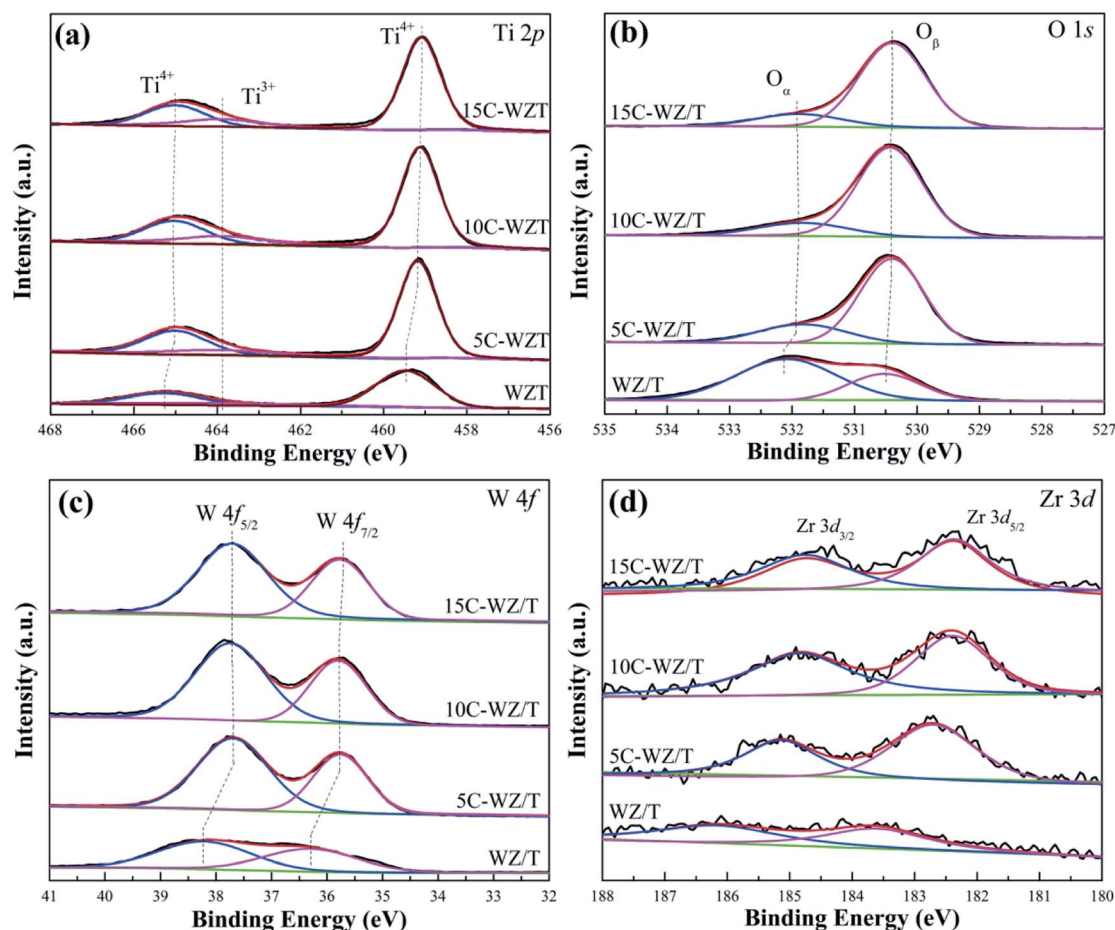 (a)
Ti 2p
Ti⁴⁺
Ti⁴⁺
Ti³⁺
15C-WZT
10C-WZT
5C-WZT
WZT
Intensity (a.u.)
468 466 464 462 460 458 456
Binding Energy (eV)
(b)
O 1s
Oβ
Oα
15C-WZ/T
10C-WZ/T
5C-WZ/T
WZ/T
Intensity (a.u.)
535 534 533 532 531 530 529 528 527
Binding Energy (eV)
(c)
W 4f
W 4f5/2
W 4f7/2
15C-WZ/T
10C-WZ/T
5C-WZ/T
WZ/T
Intensity (a.u.)
41 40 39 38 37 36 35 34 33 32
Binding Energy (eV)
(d)
Zr 3d
Zr 3d3/2
Zr 3d5/2
15C-WZ/T
10C-WZ/T
5C-WZ/T
WZ/T
Intensity (a.u.)
188 187 186 185 184 183 182 181 180
Binding Energy (eV)